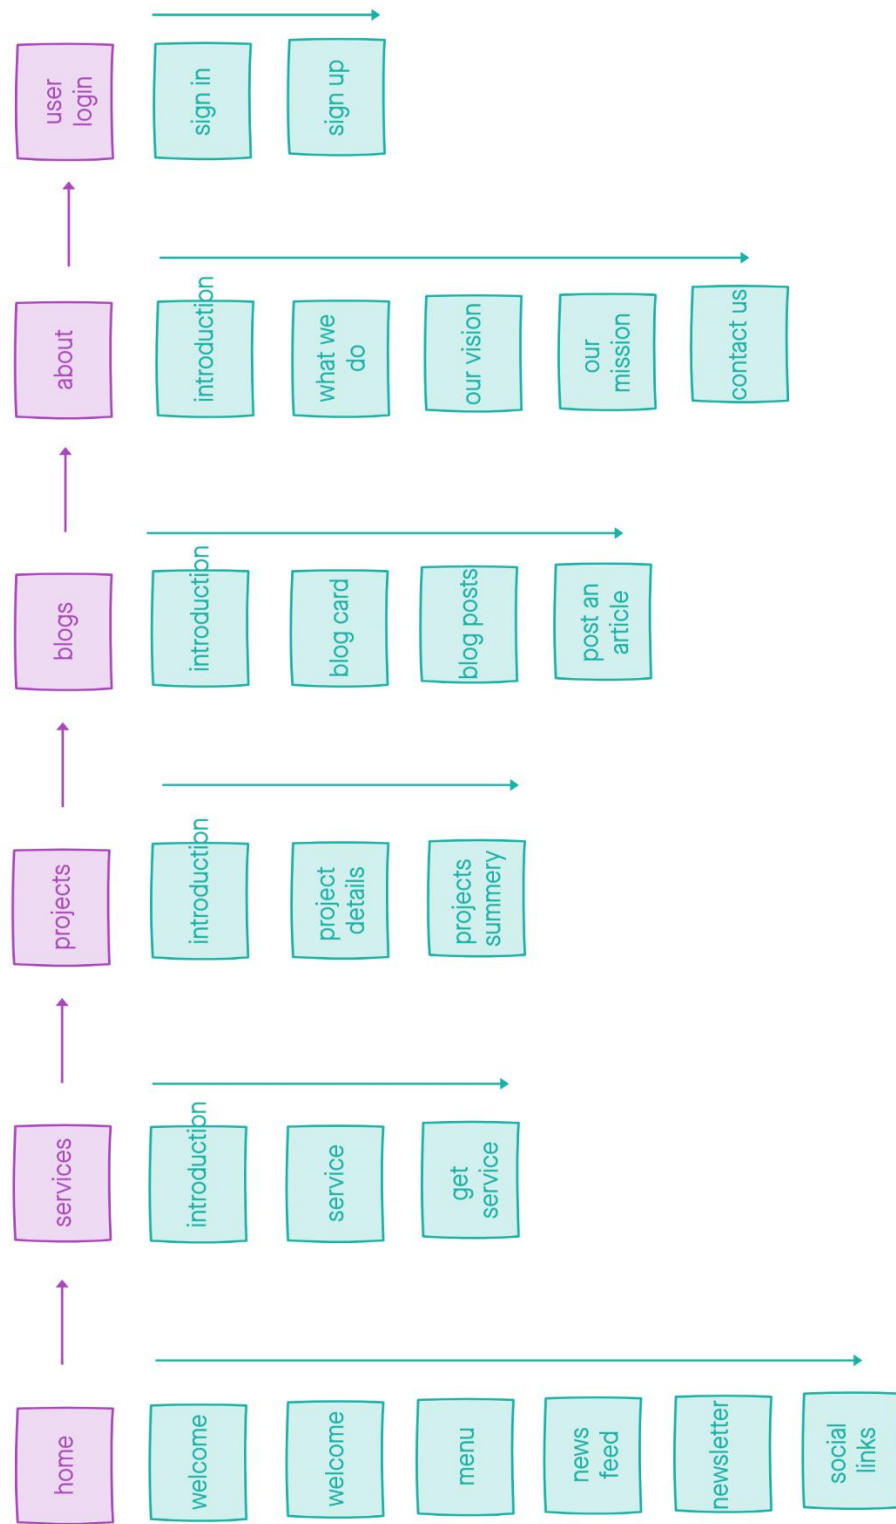 home
welcome
welcome
menu
news
feed
newsletter
social
links
services
introduction
service
get
service
projects
introduction
project
details
projects
summery
blogs
introduction
blog card
blog posts
post an
article
about
introduction
what we
do
our vision
our
mission
contact us
user
login
sign in
sign up